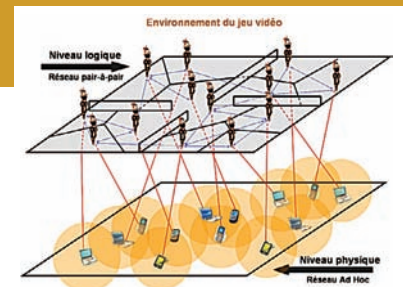 Environnement du jeu vidéo
Niveau logique
Réseau pair-à-pair
Niveau physique
Réseau Ad Hoc